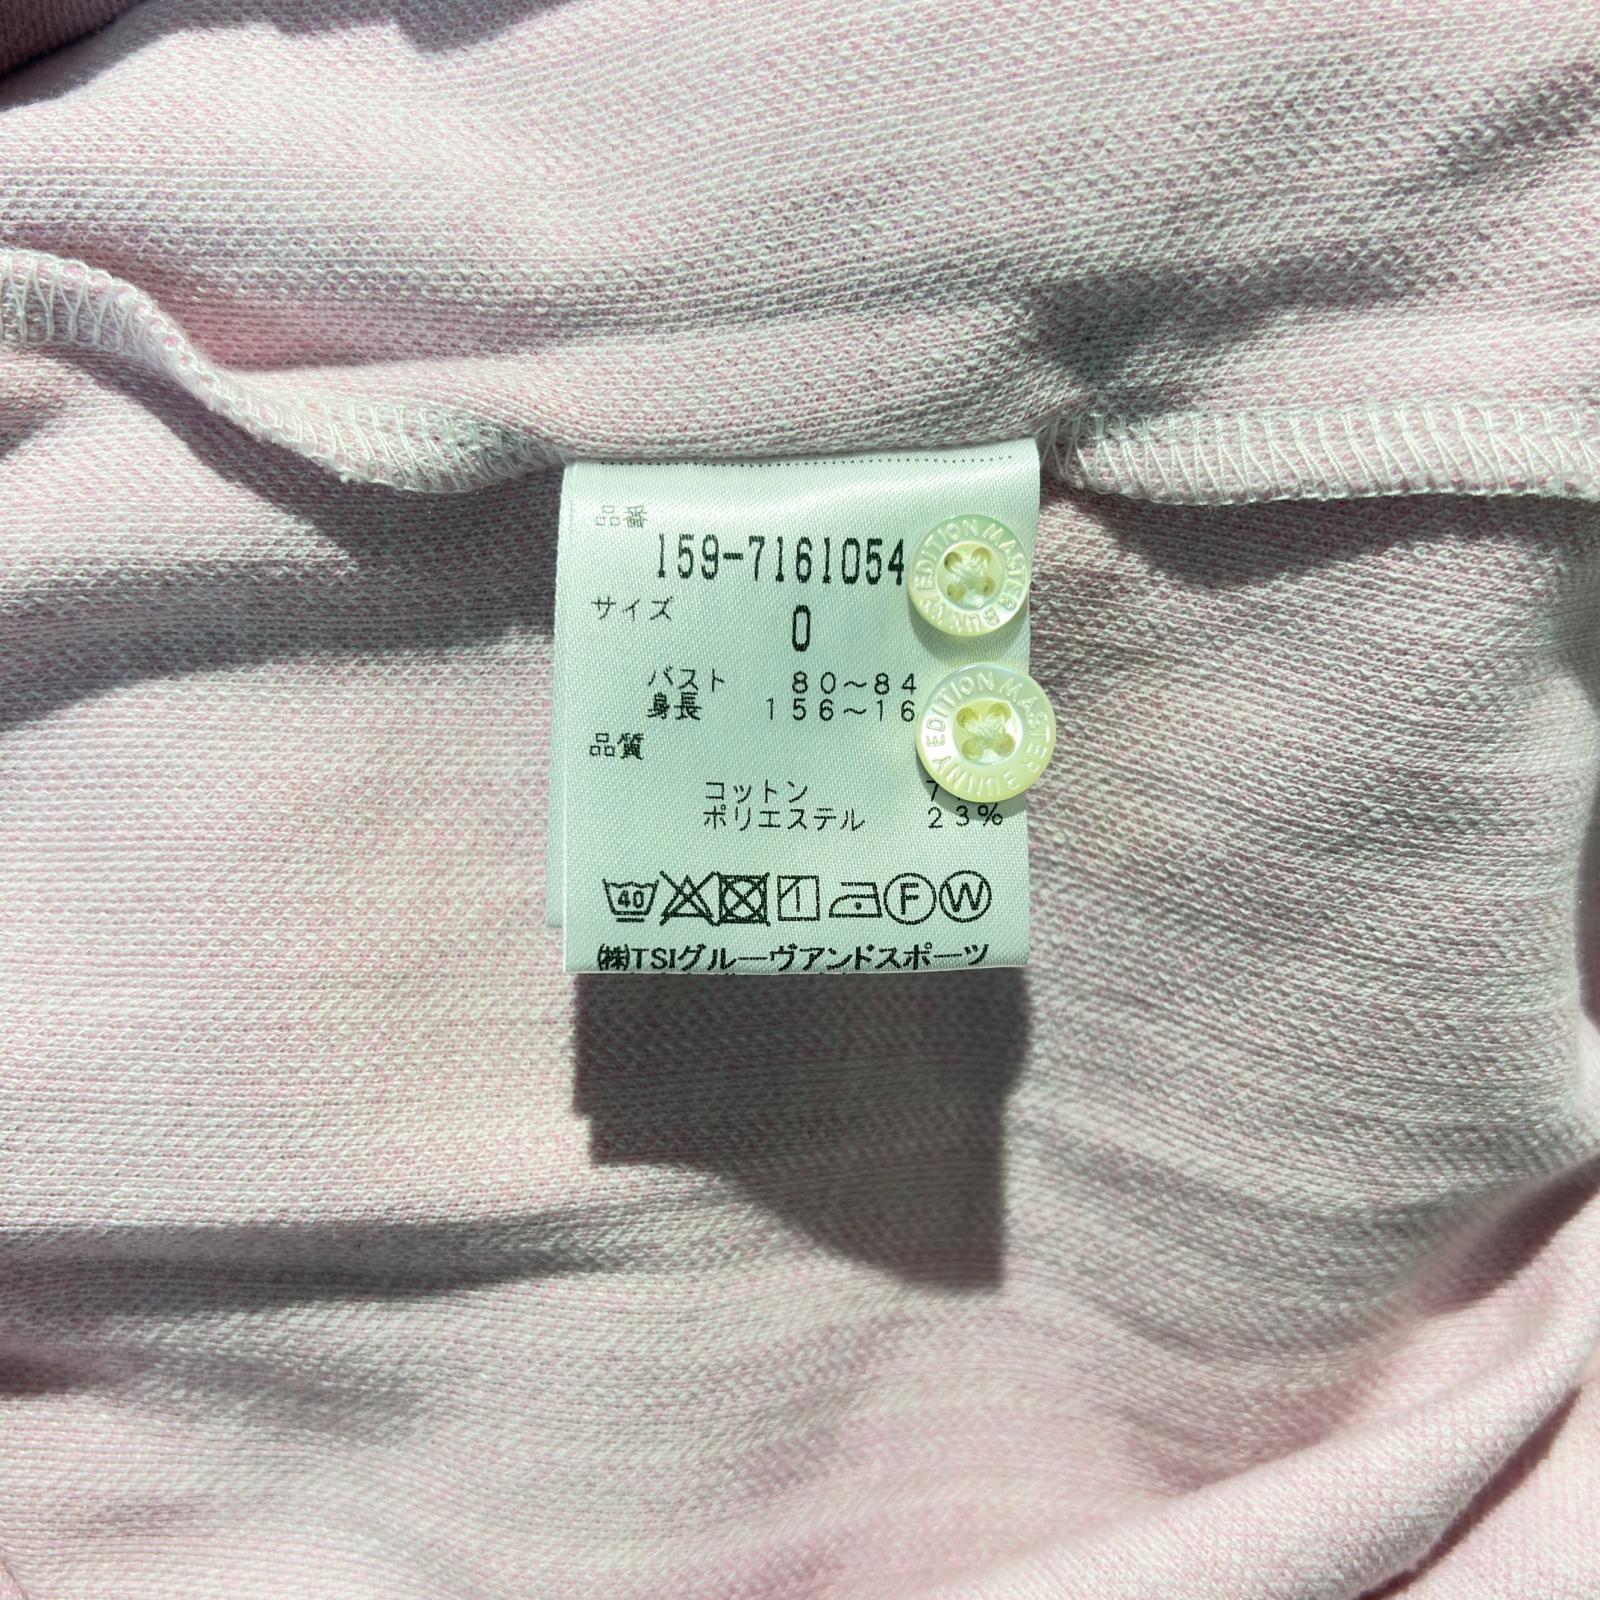 品番
159-7161054
サイズ
0
バスト 80~84
身長 156~16
品質
コットン 7
ポリエステル 23%
40 1 F W
㈱TSIグルーヴアンドスポーツ
MASTER BUNNY EDITION
MASTER BUNNY EDITION